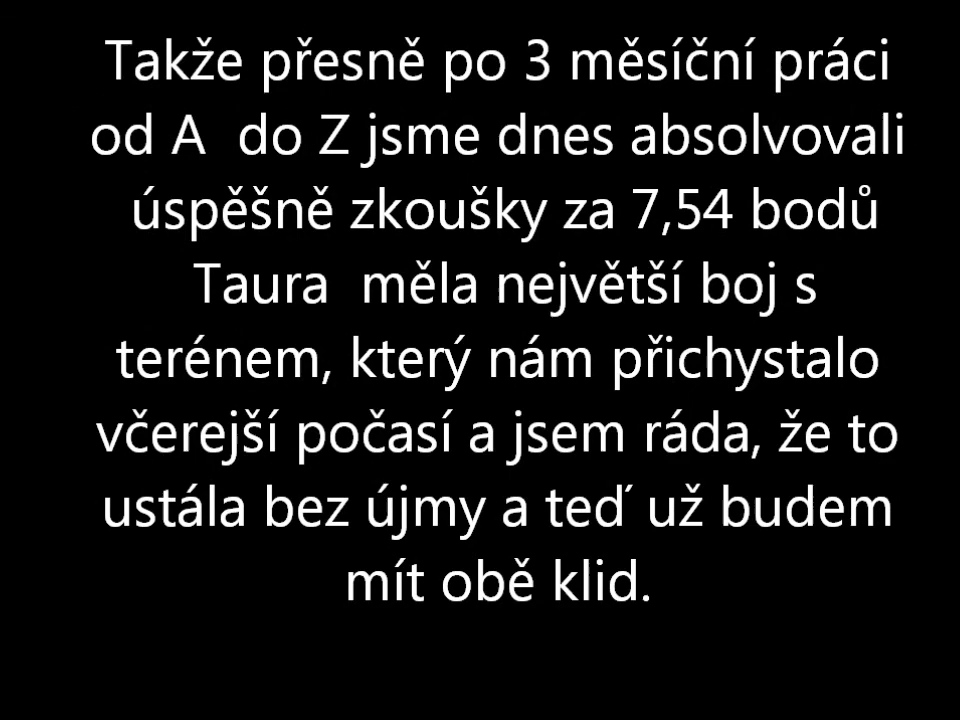 Takže přesně po 3 měsíční práci
od A do Z jsme dnes absolvovali
úspěšně zkoušky za 7,54 bodů
Taura měla největší boj s
terénem, který nám přichystalo
včerejší počasí a jsem ráda, že to
ustála bez újmy a teď už budem
mít obě klid.